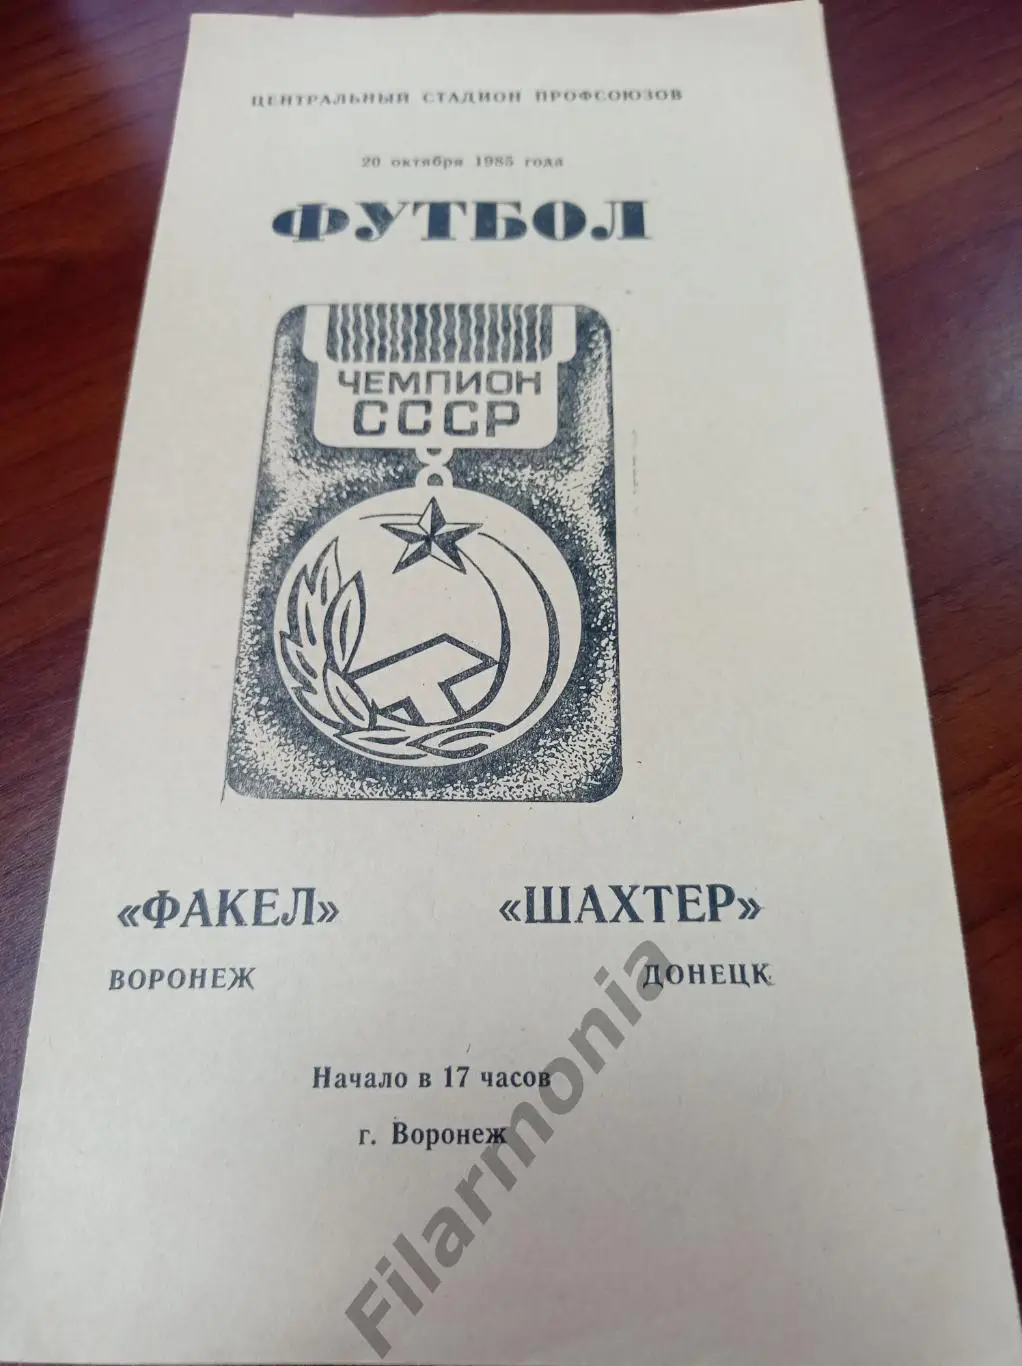 ЦЕНТРАЛЬНЫЙ СТАДИОН ПРОФСОЮЗОВ
20 октября 1985 года
ФУТБОЛ
ЧЕМПИОН
СССР
«ФАКЕЛ» «ШАХТЕР»
ВОРОНЕЖ ДОНЕЦК
Начало в 17 часов
г. Воронеж
Filarmonia